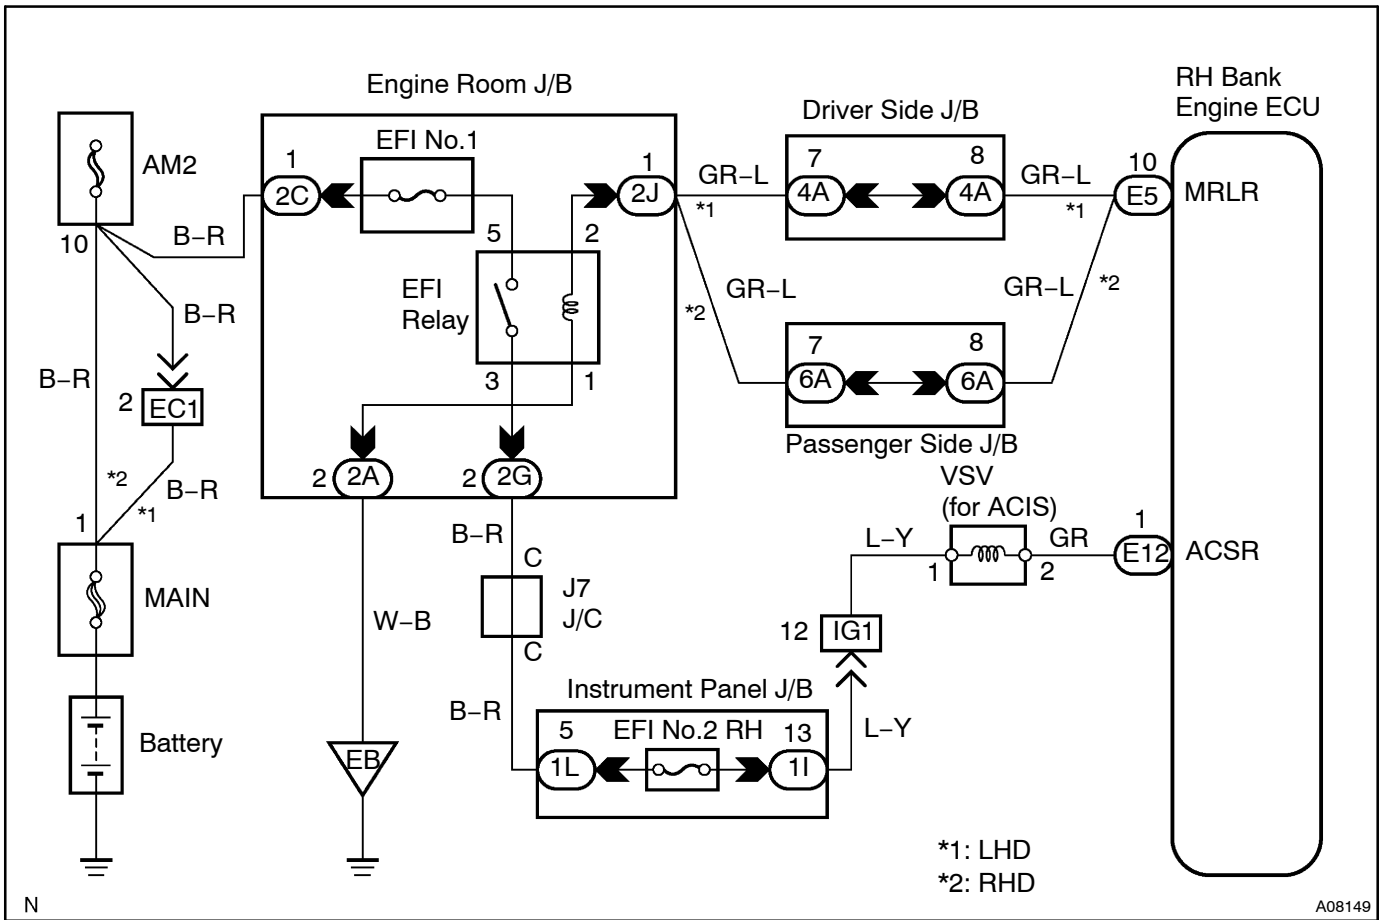 Engine Room J/B
RH Bank
Engine ECU
Driver Side J/B
AM2
EFI No.1
1
2C
1
2J
GR–L
*1
7
4A
8
4A
GR–L
*1
10
E5
MRLR
10
B–R
5
2
EFI
Relay
GR–L
*2
GR–L
*2
B–R
B–R
2
EC1
3
1
7
6A
8
6A
Passenger Side J/B
*2
*1
B–R
2
2A
2
2G
VSV
(for ACIS)
1
B–R
C
L–Y
1
2
GR
1
E12
ACSR
MAIN
J7
J/C
W–B
C
12
IG1
Instrument Panel J/B
B–R
5
EFI No.2 RH
13
L–Y
1L
1I
Battery
EB
*1: LHD
*2: RHD
N
A08149